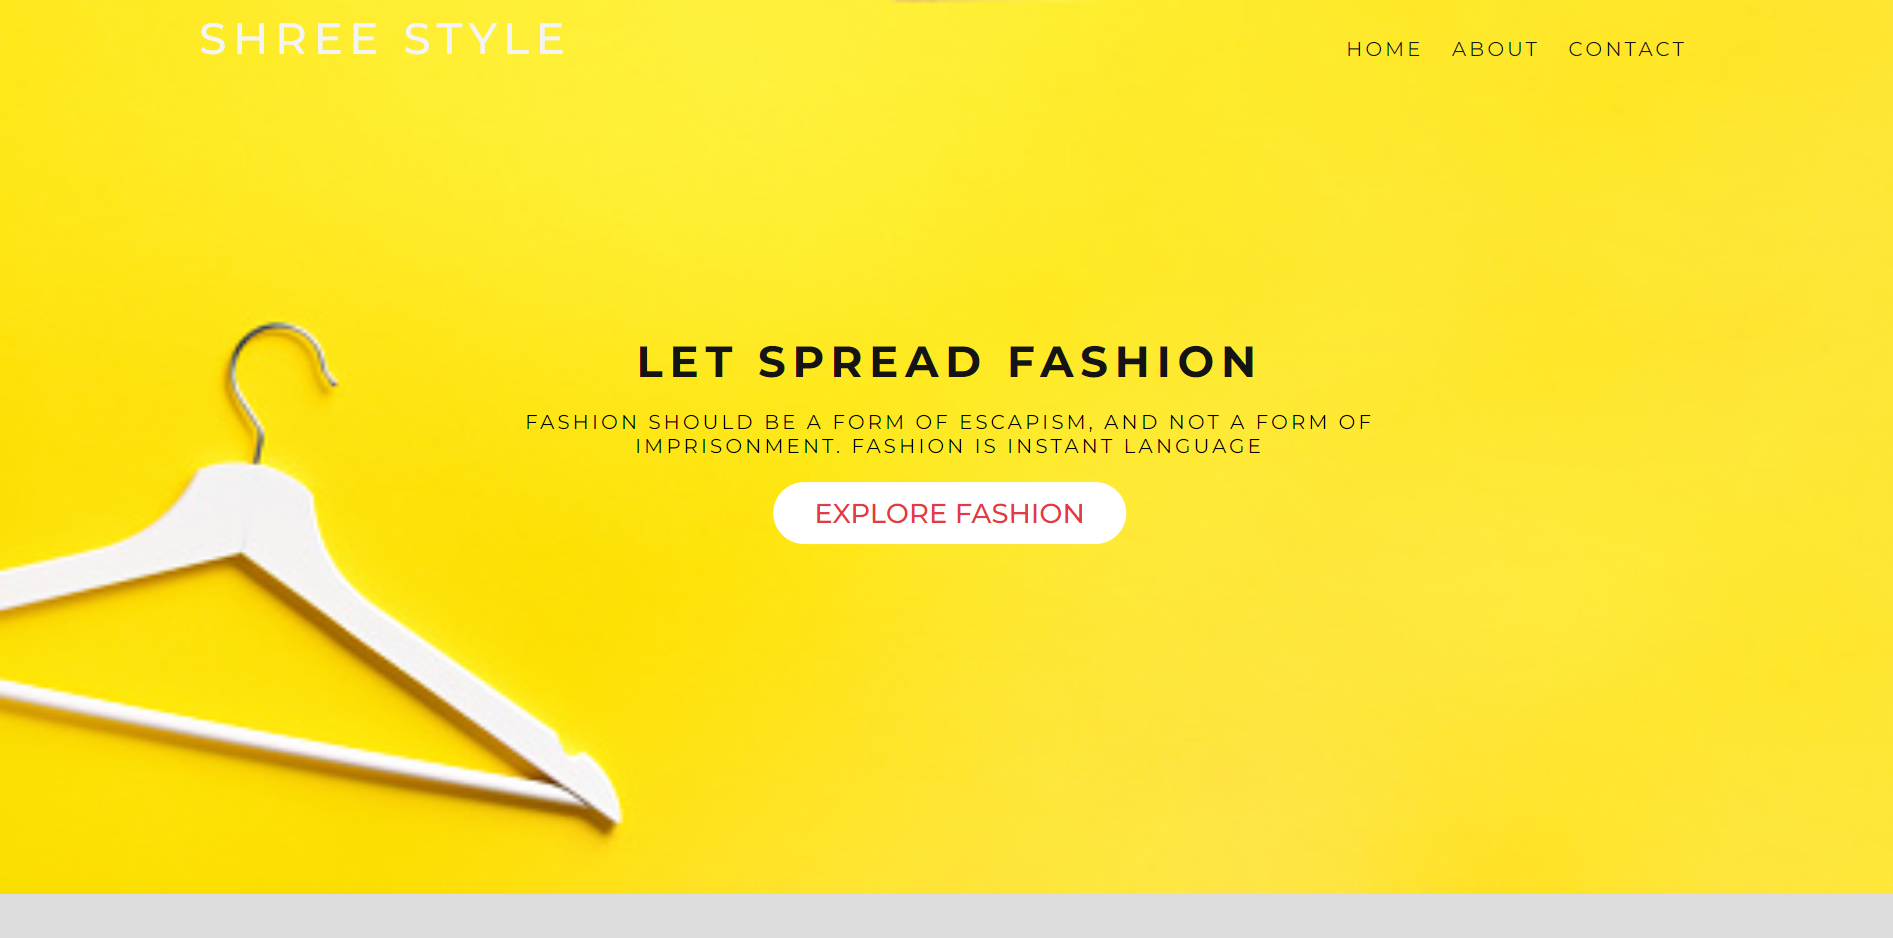 SHREE STYLE
HOME ABOUT CONTACT
LET SPREAD FASHION
FASHION SHOULD BE A FORM OF ESCAPISM, AND NOT A FORM OF
IMPRISONMENT. FASHION IS INSTANT LANGUAGE
EXPLORE FASHION